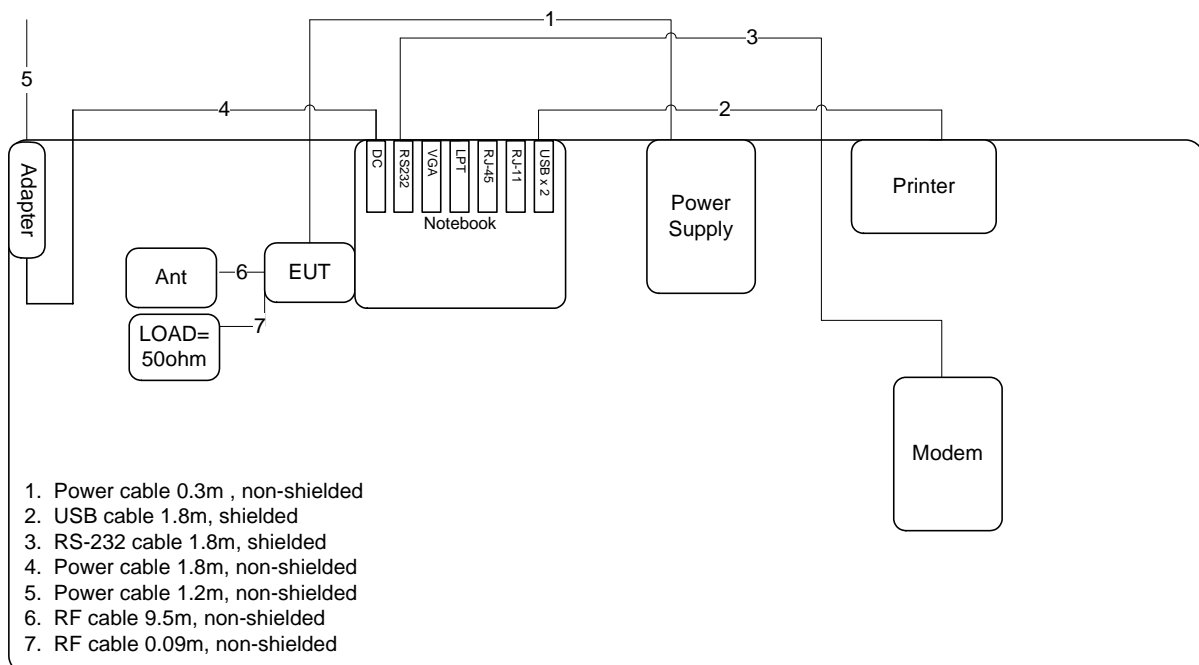 1
3
5
4
2
Adapter
DC
RS232
VGA
LPT
RJ-45
RJ-11
USB x 2
Notebook
Power
Supply
Printer
Ant
6
EUT
7
LOAD=
50ohm
Modem
1. Power cable 0.3m , non-shielded
2. USB cable 1.8m, shielded
3. RS-232 cable 1.8m, shielded
4. Power cable 1.8m, non-shielded
5. Power cable 1.2m, non-shielded
6. RF cable 9.5m, non-shielded
7. RF cable 0.09m, non-shielded